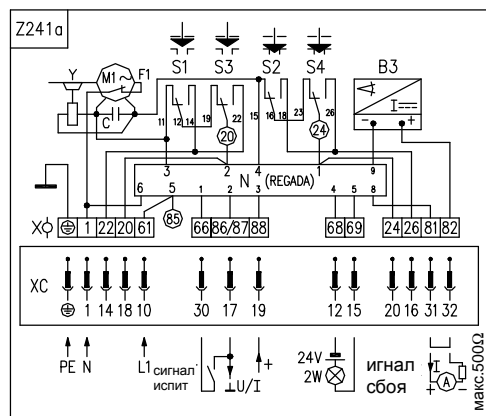 Z241a
S1 S3 S2 S4 B3
Y M1 F1
C
I
- +
11 12 14 19 22 15 16 18 23 26
20 24
3 2 4 1 9
N (REGADA)
6 5 1 2 3 4 5 8
85
X 1 22 20 61 66 86/87 88 68 69 24 26 81 82
XC
1 14 18 10 30 17 19 12 15 20 16 31 32
PE N L1 сигнал испит U/I + 24V 2W игнал сбоя I A + -
макс.500Ω